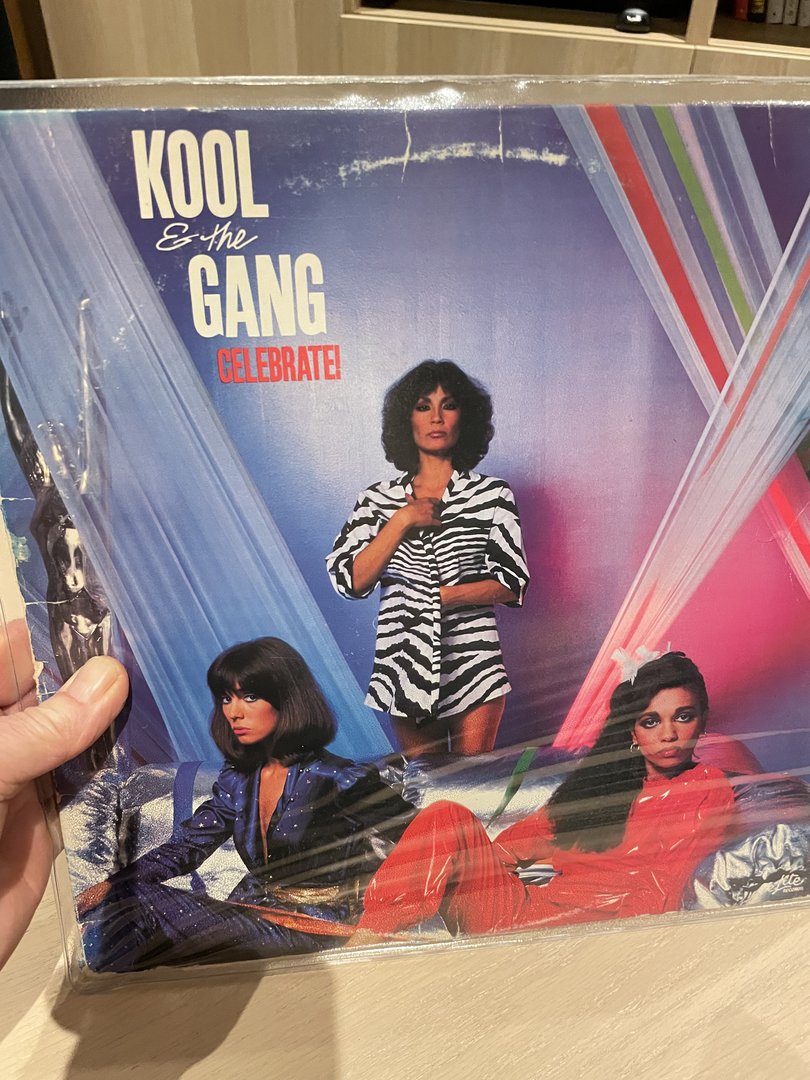 KOOL
& the
GANG
CELEBRATE!